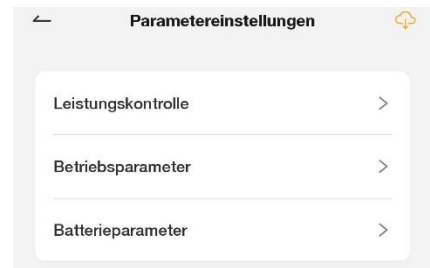 Parametereinstellungen
Leistungskontrolle
Betriebsparameter
Batterieparameter